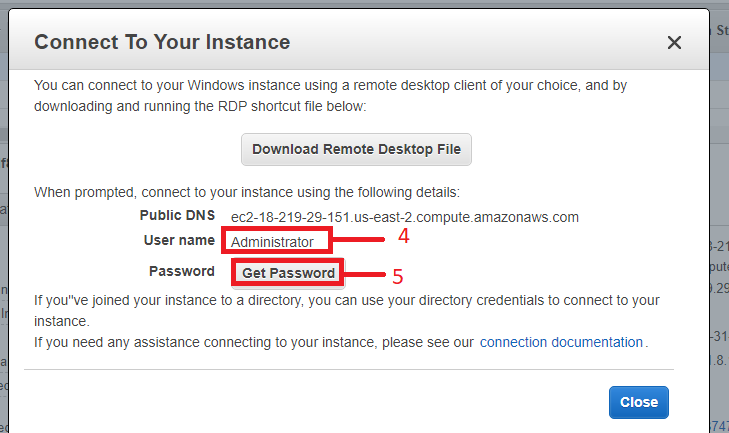 Connect To Your Instance
You can connect to your Windows instance using a remote desktop client of your choice, and by
downloading and running the RDP shortcut file below:
Download Remote Desktop File
When prompted, connect to your instance using the following details:
Public DNS ec2-18-219-29-151.us-east-2.compute.amazonaws.com
User name Administrator 4
Password Get Password 5
If you"ve joined your instance to a directory, you can use your directory credentials to connect to your
instance.
If you need any assistance connecting to your instance, please see our connection documentation.
Close